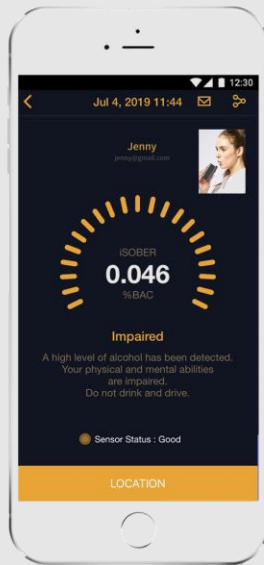 12:30
Jul 4, 2019 11:44
Jenny
jenny@gmail.com
iSOBER
0.046
%BAC
Impaired
A high level of alcohol has been detected.
Your physical and mental abilities
are impaired.
Do not drink and drive.
Sensor Status : Good
LOCATION